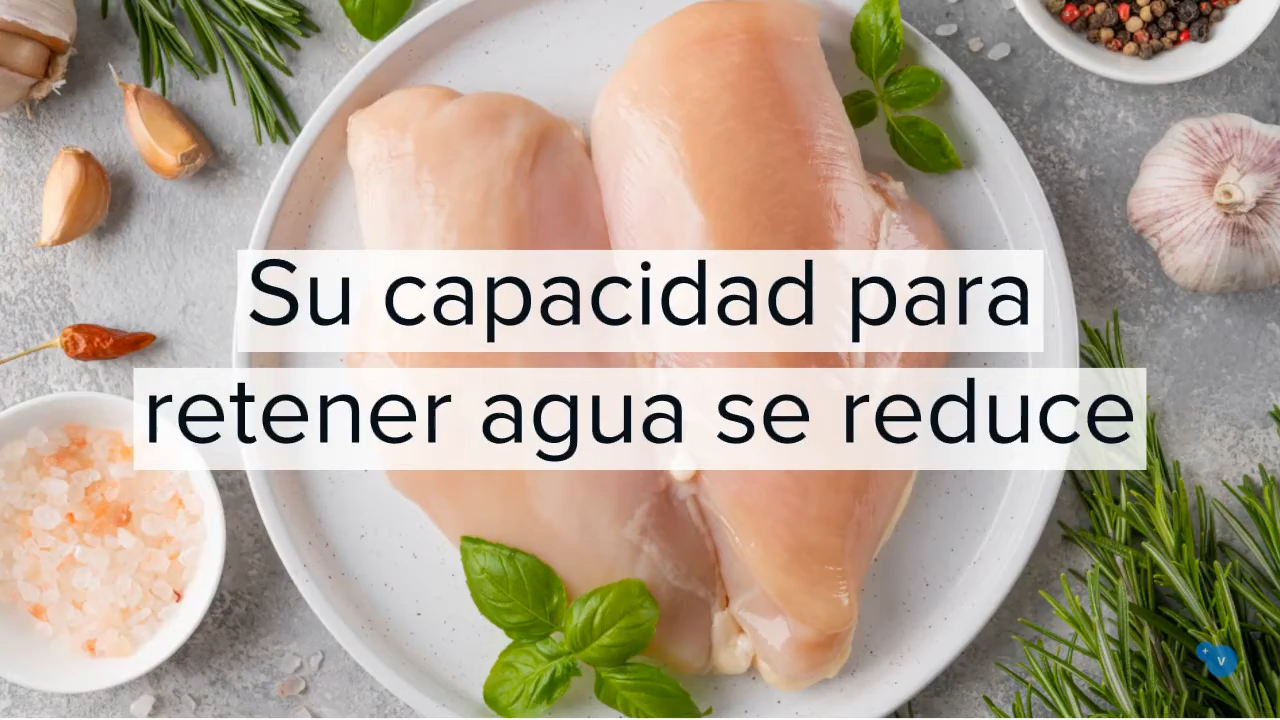 Su capacidad para
retener agua se reduce
+
v